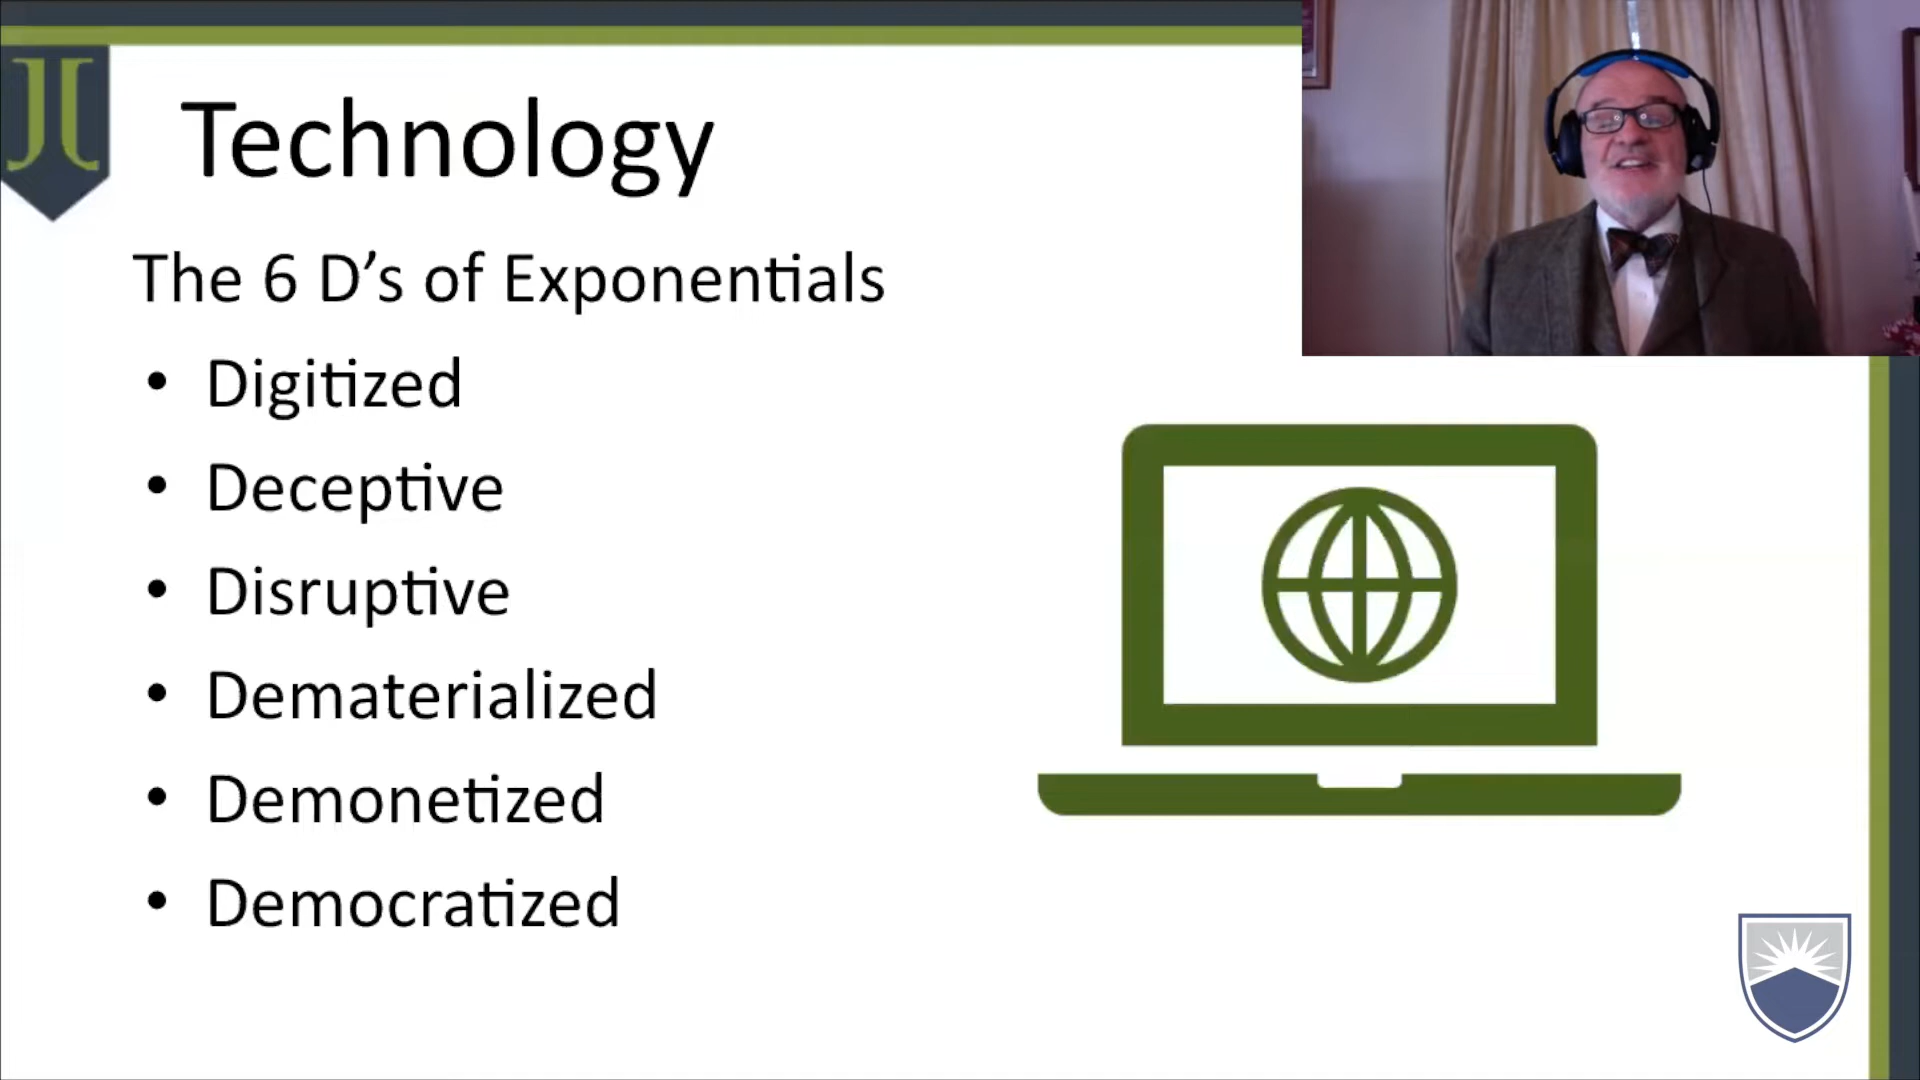 Technology
The 6 D’s of Exponentials
• Digitized
• Deceptive
• Disruptive
• Dematerialized
• Demonetized
• Democratized